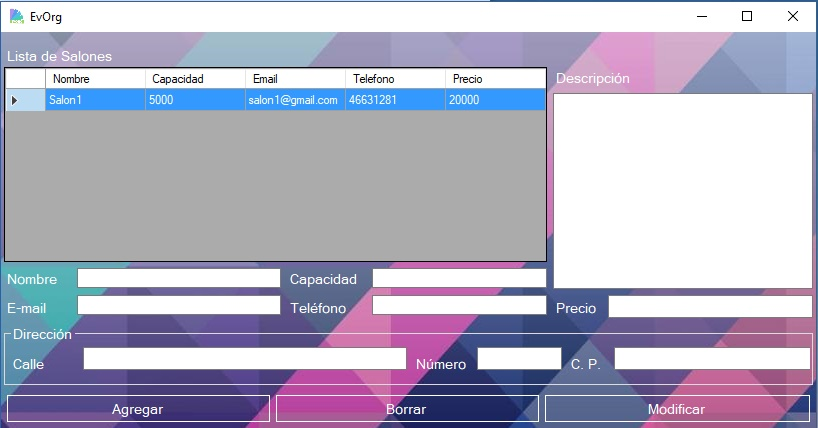 EvOrg
Lista de Salones
Nombre Capacidad Email Telefono Precio
Salon1 5000 salon1@gmail.com 46631281 20000
Descripción
Nombre Capacidad
E-mail Teléfono Precio
Dirección
Calle Número C. P.
Agregar Borrar Modificar